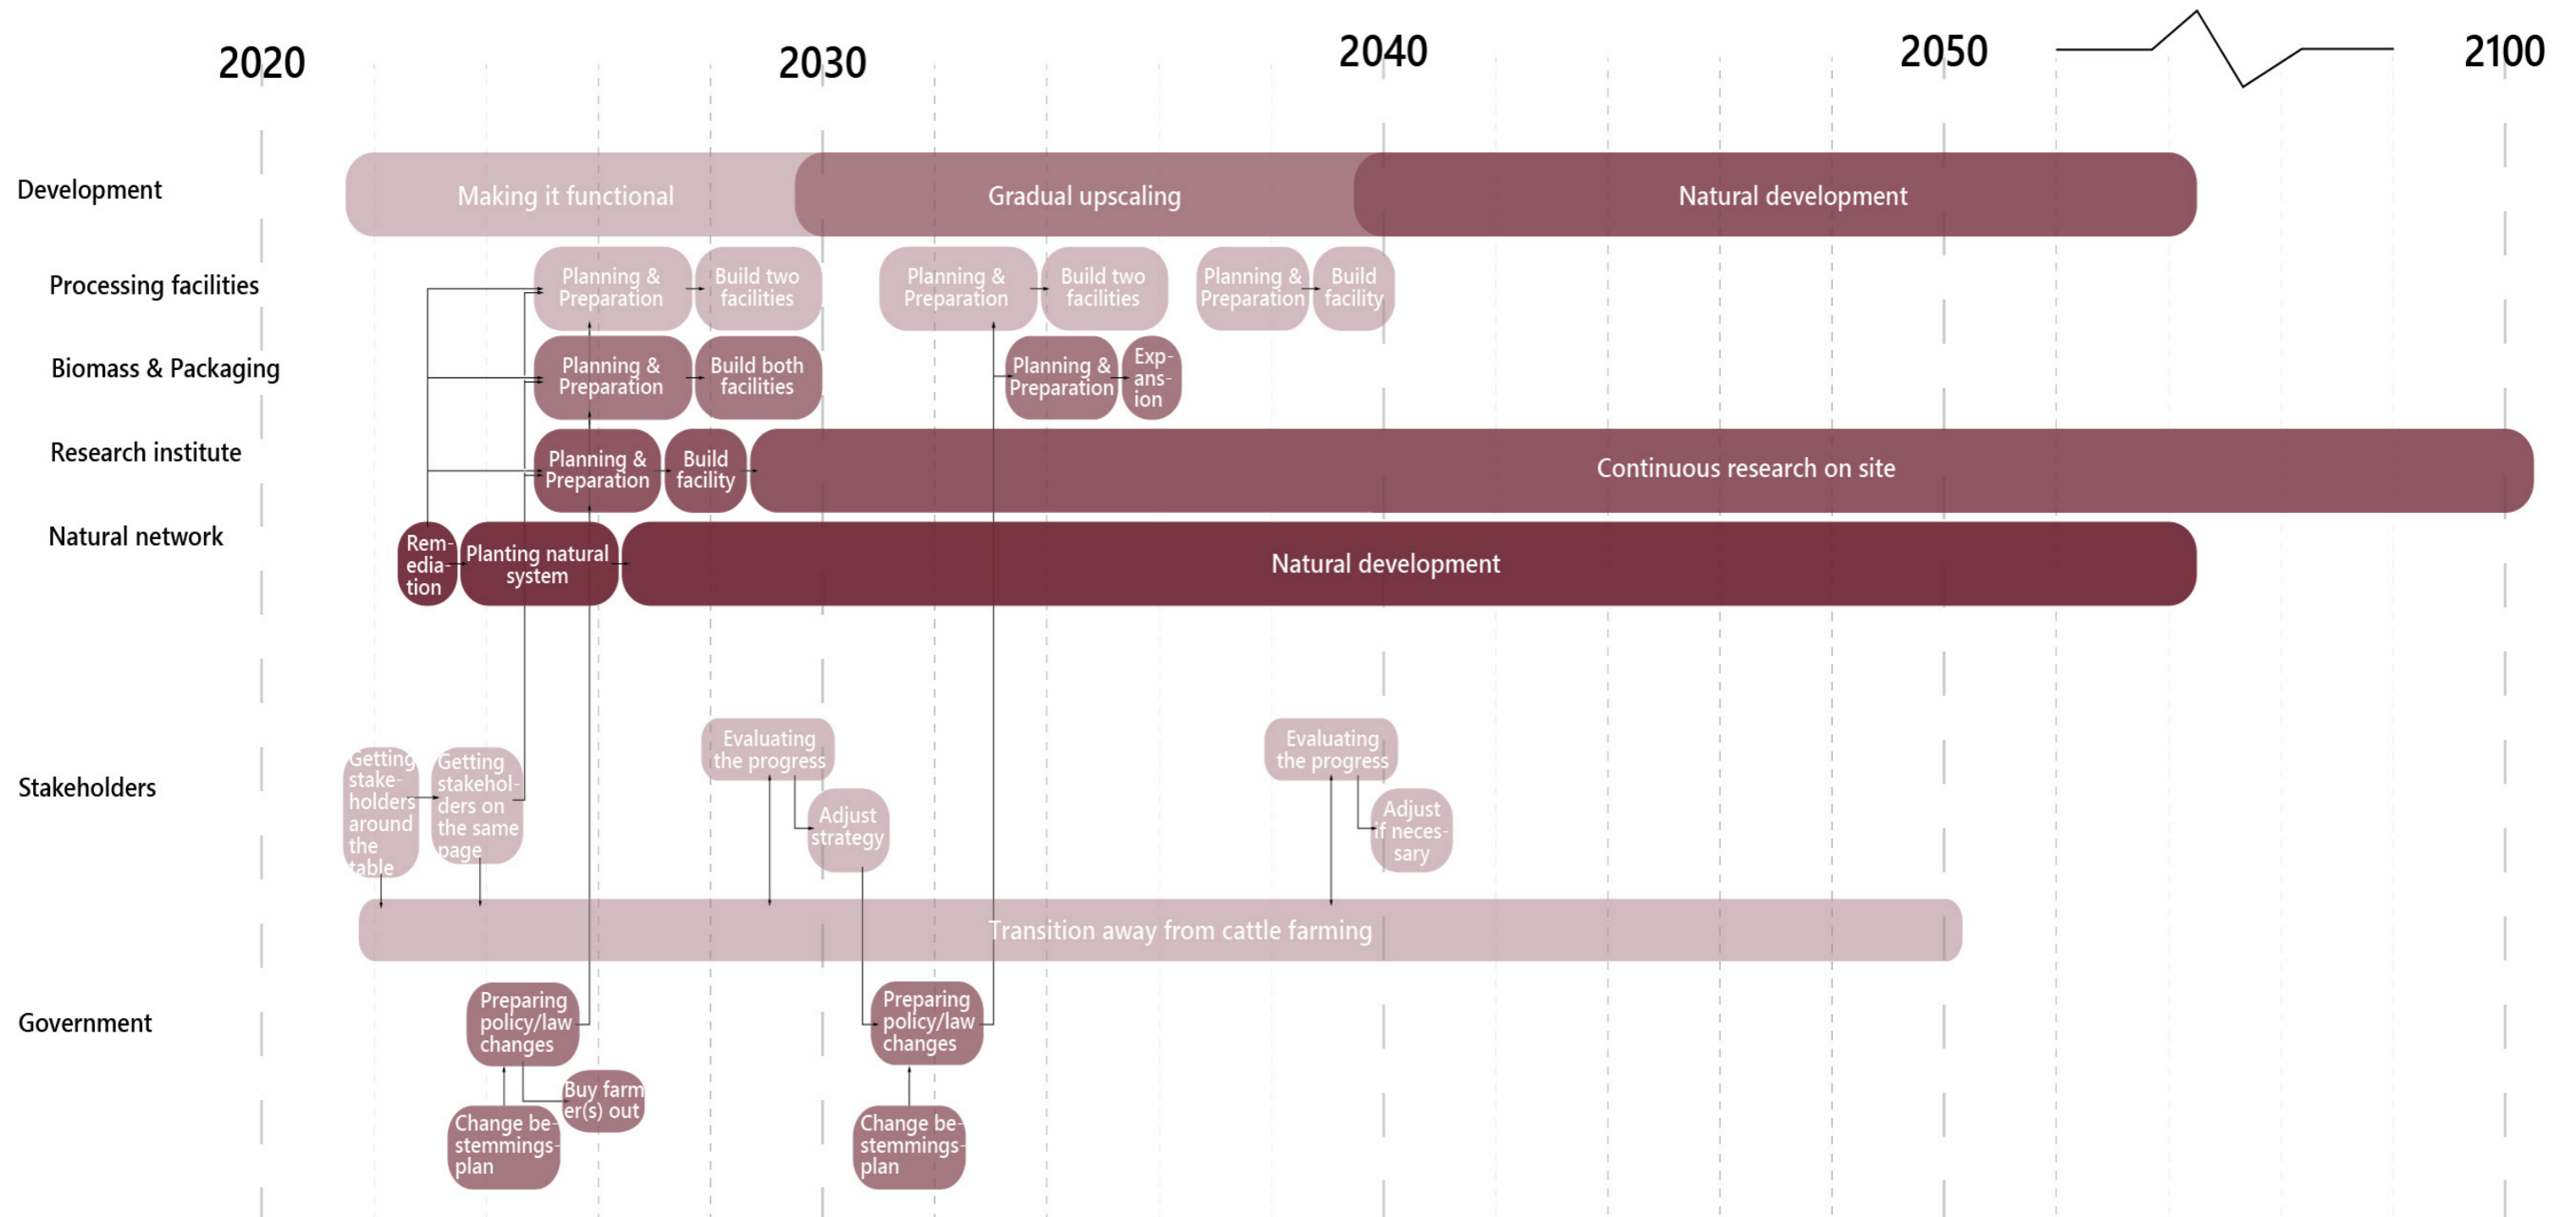 2020
2030
2040
2050
2100
Development
Making it functional
Gradual upscaling
Natural development
Processing facilities
Planning &
Preparation
Build two
facilities
Planning &
Preparation
Build two
facilities
Planning &
Preparation
Build
facility
Biomass & Packaging
Planning &
Preparation
Build both
facilities
Planning &
Preparation
Exp-
ans-
ion
Research institute
Planning &
Preparation
Build
facility
Continuous research on site
Natural network
Rem-
edia-
tion
Planting natural
system
Natural development
Stakeholders
Getting
stake-
holders
around
the
table
Getting
stakehol-
ders on
the same
page
Evaluating
the progress
Adjust
strategy
Evaluating
the progress
Adjust
if neces-
sary
Transition away from cattle farming
Government
Preparing
policy/law
changes
Buy farm
er(s) out
Change be-
stemmings-
plan
Preparing
policy/law
changes
Change be-
stemmings-
plan